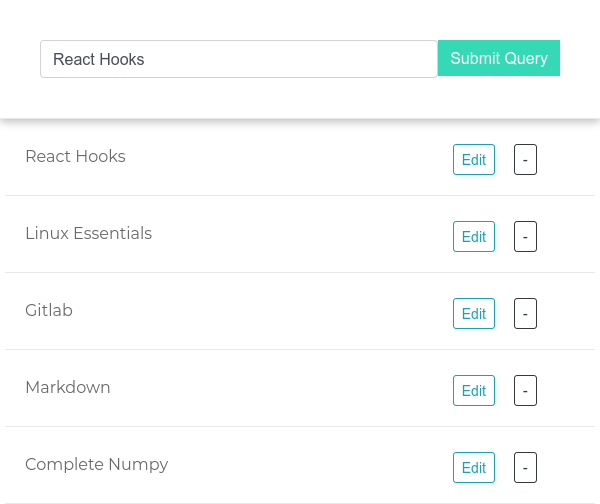 React Hooks Submit Query
React Hooks Edit -
Linux Essentials Edit -
Gitlab Edit -
Markdown Edit -
Complete Numpy Edit -